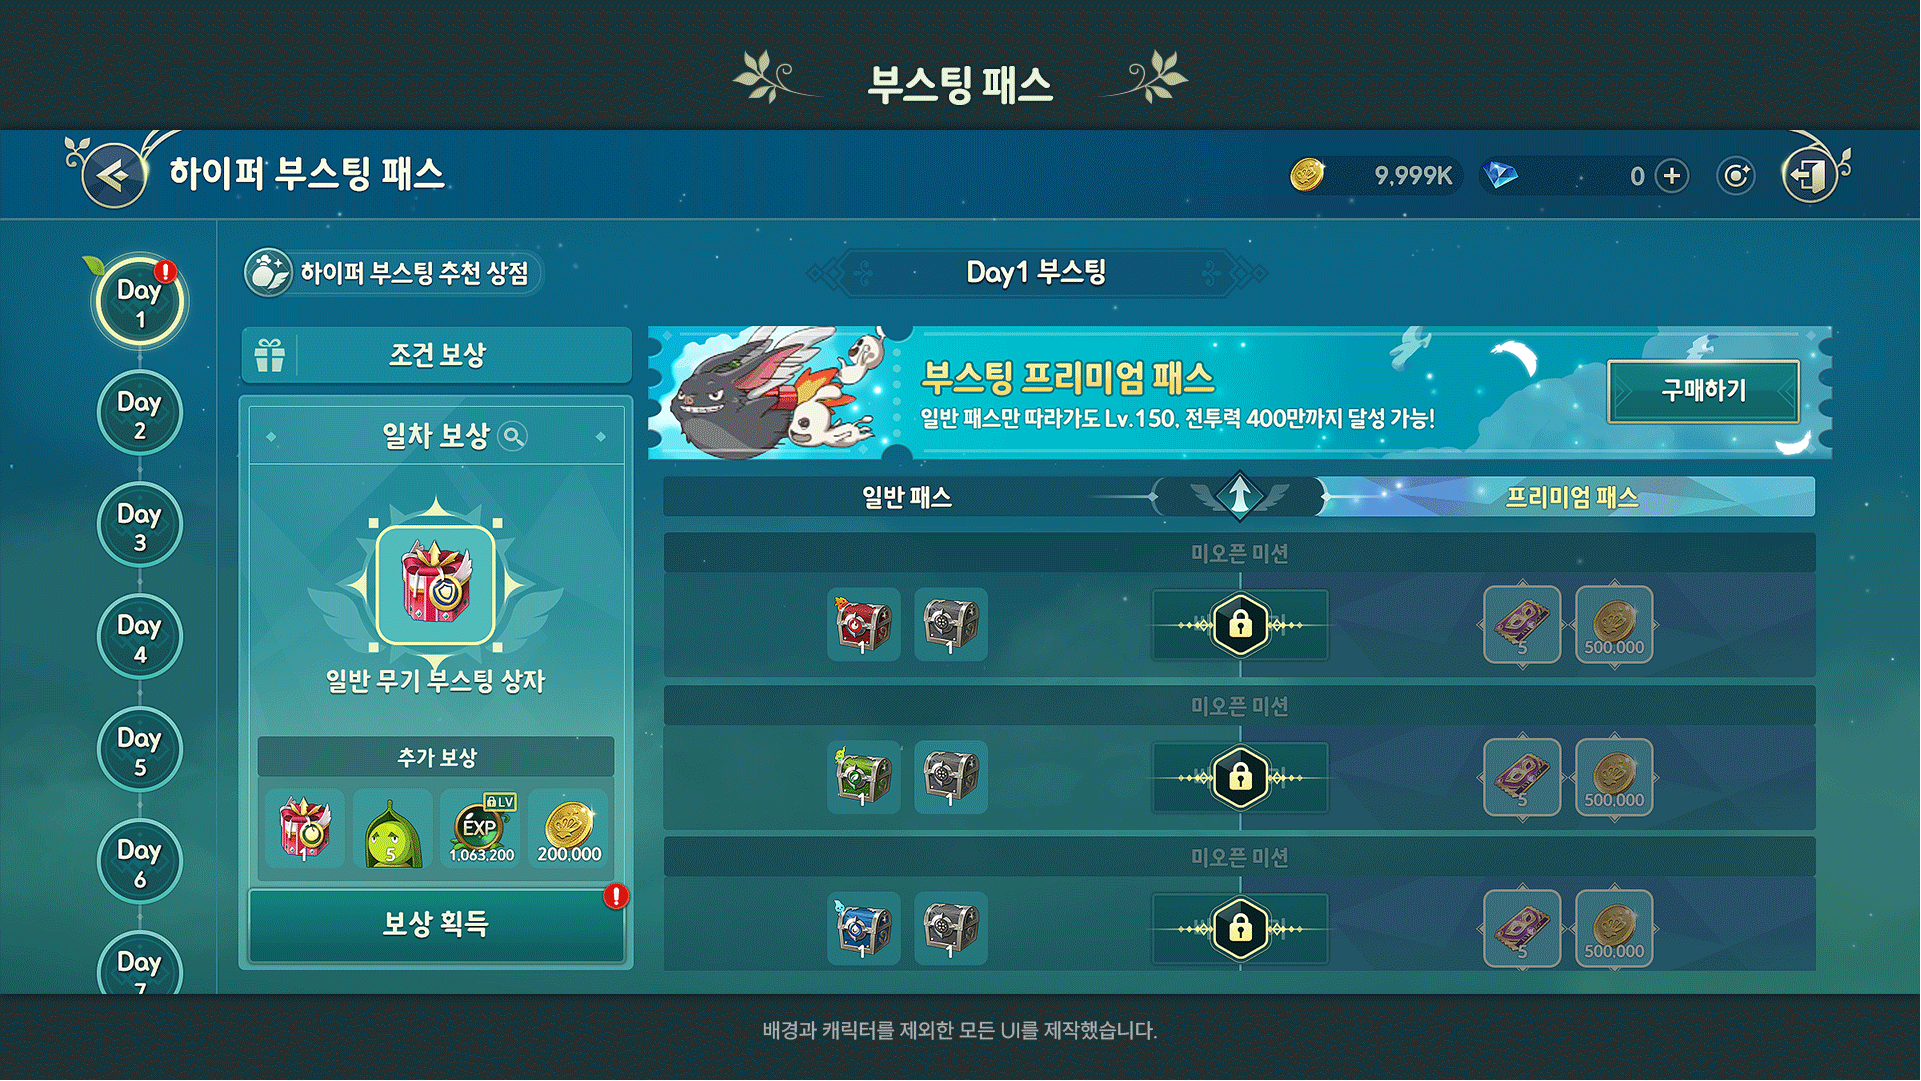 부스팅 패스
하이퍼 부스팅 패스
9,999K
0
Day
1
Day
2
Day
3
Day
4
Day
5
Day
6
Day
7
하이퍼 부스팅 추천 상점
조건 보상
일차 보상
일반 무기 부스팅 상자
추가 보상
1
5
EXP
LV
1,063,200
200,000
보상 획득
Day1 부스팅
부스팅 프리미엄 패스
일반 패스만 따라가도 Lv.150, 전투력 400만까지 달성 가능!
구매하기
일반 패스
프리미엄 패스
미오픈 미션
1
1
5
500,000
미오픈 미션
1
1
5
500,000
미오픈 미션
1
1
5
500,000
배경과 캐릭터를 제외한 모든 UI를 제작했습니다.